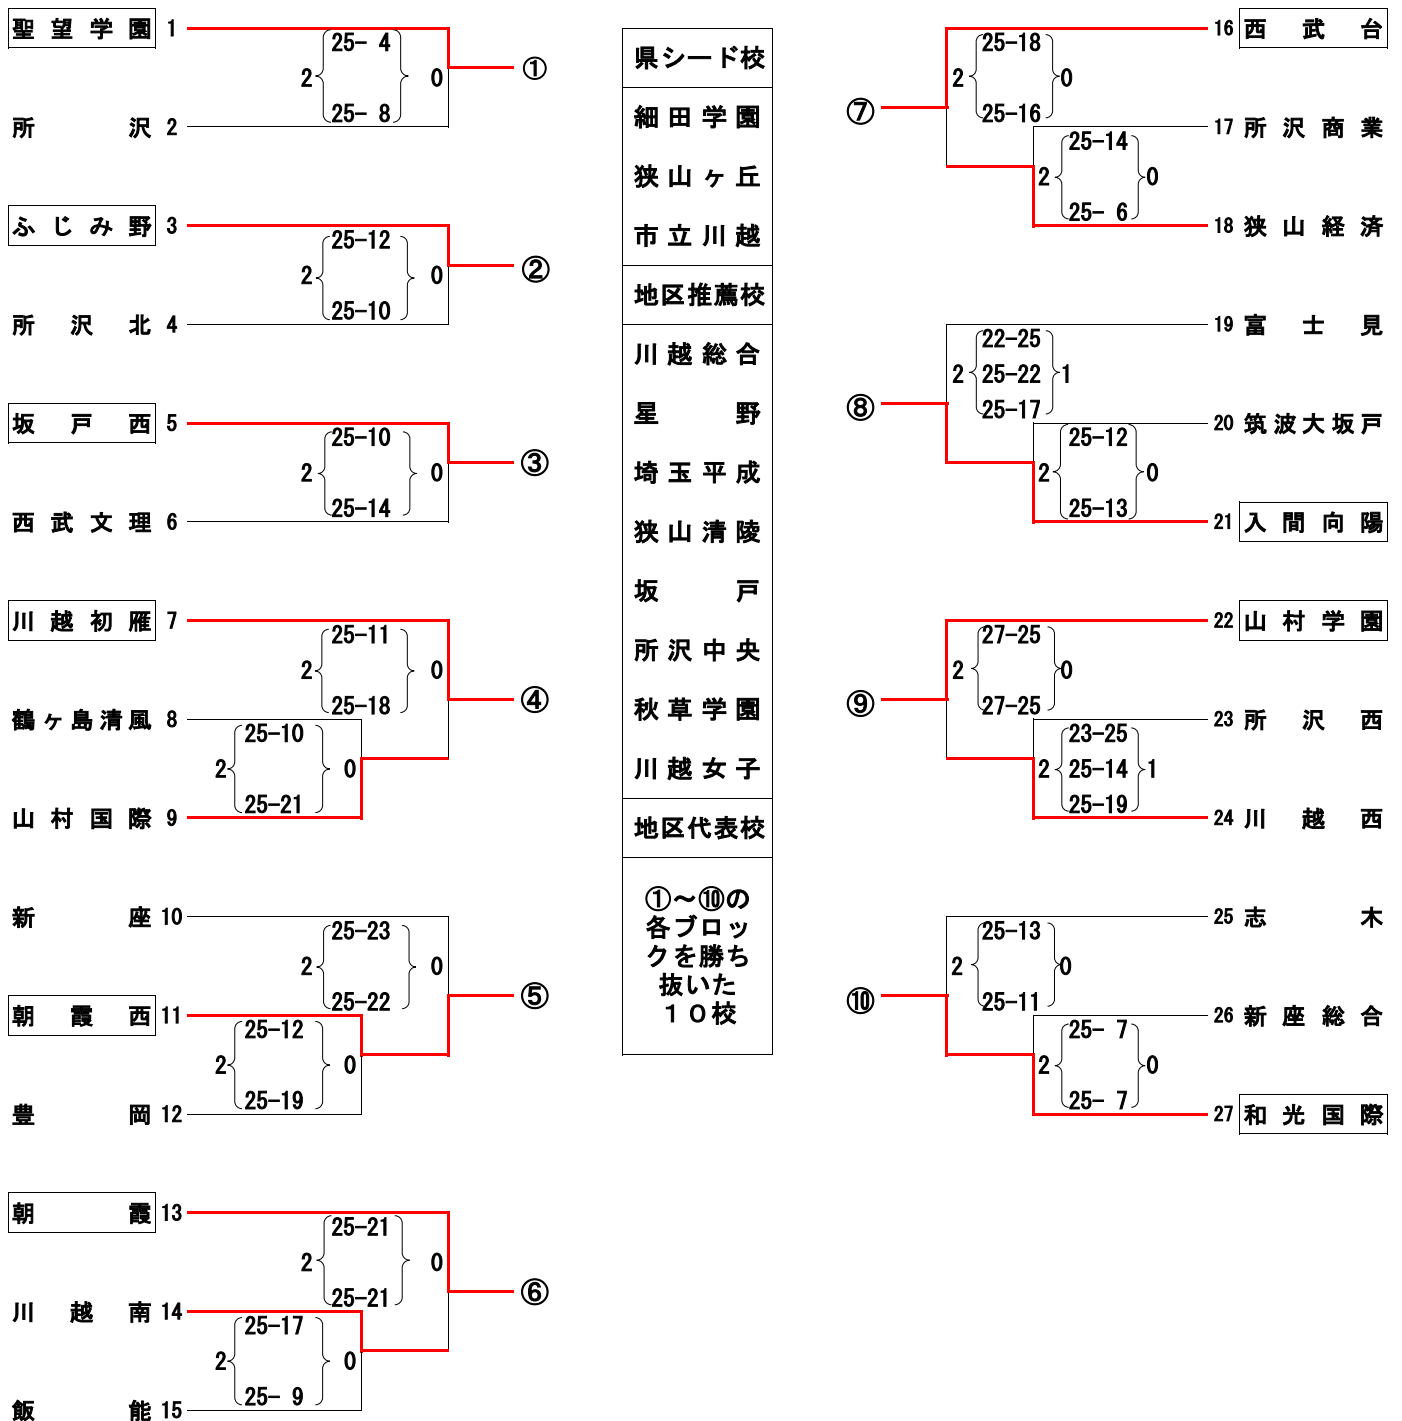 聖望学園 1
25- 4
2 0
25- 8
①
所沢 2
ふじみ野 3
25-12
2 0
25-10
②
所沢北 4
坂戸西 5
25-10
2 0
25-14
③
西武文理 6
川越初雁 7
25-11
2 0
25-18
④
鶴ヶ島清風 8
25-10
2 0
25-21
山村国際 9
新座 10
25-23
2 0
25-22
⑤
朝霞西 11
25-12
2 0
25-19
豊岡 12
朝霞 13
25-21
2 0
25-21
⑥
川越南 14
25-17
2 0
25- 9
飯能 15
県シード校
細田学園
狭山ヶ丘
市立川越
地区推薦校
川越総合
星野
埼玉平成
狭山清陵
坂戸
所沢中央
秋草学園
川越女子
地区代表校
①～⑩の
各ブロッ
クを勝ち
抜いた
１０校
16 西武台
25-18
2 0
25-16
⑦
17 所沢商業
25-14
2 0
25- 6
18 狭山経済
19 富士見
22-25
2 25-22 1
25-17
⑧
20 筑波大坂戸
25-12
2 0
25-13
21 入間向陽
22 山村学園
27-25
2 0
27-25
⑨
23 所沢西
23-25
2 25-14 1
25-19
24 川越西
25 志木
25-13
2 0
25-11
⑩
26 新座総合
25- 7
2 0
25- 7
27 和光国際